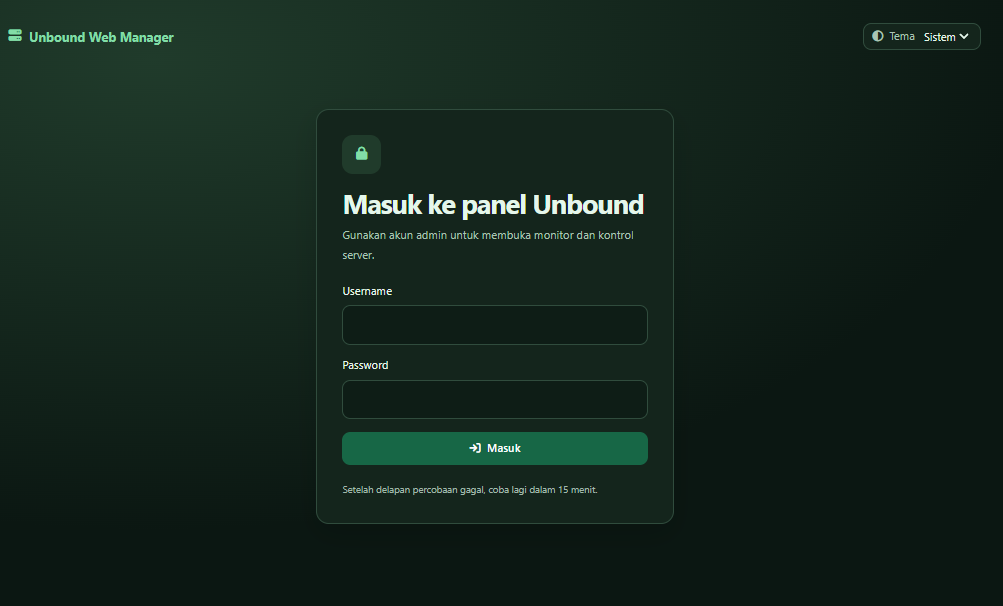 Unbound Web Manager
Tema Sistem
Masuk ke panel Unbound
Gunakan akun admin untuk membuka monitor dan kontrol
server.
Username
Password
Masuk
Setelah delapan percobaan gagal, coba lagi dalam 15 menit.